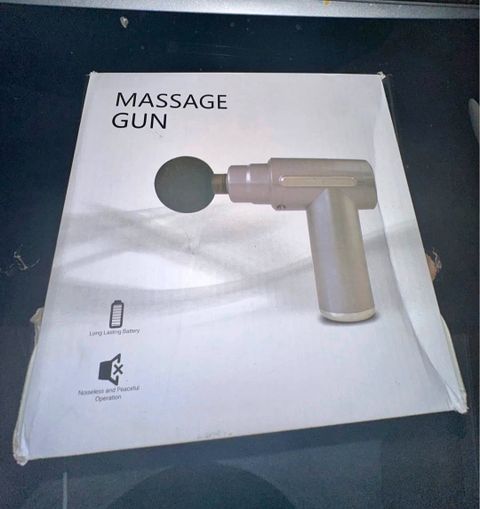 MASSAGE
GUN
Long Lasting Battery
Noiseless and Peaceful
Operation